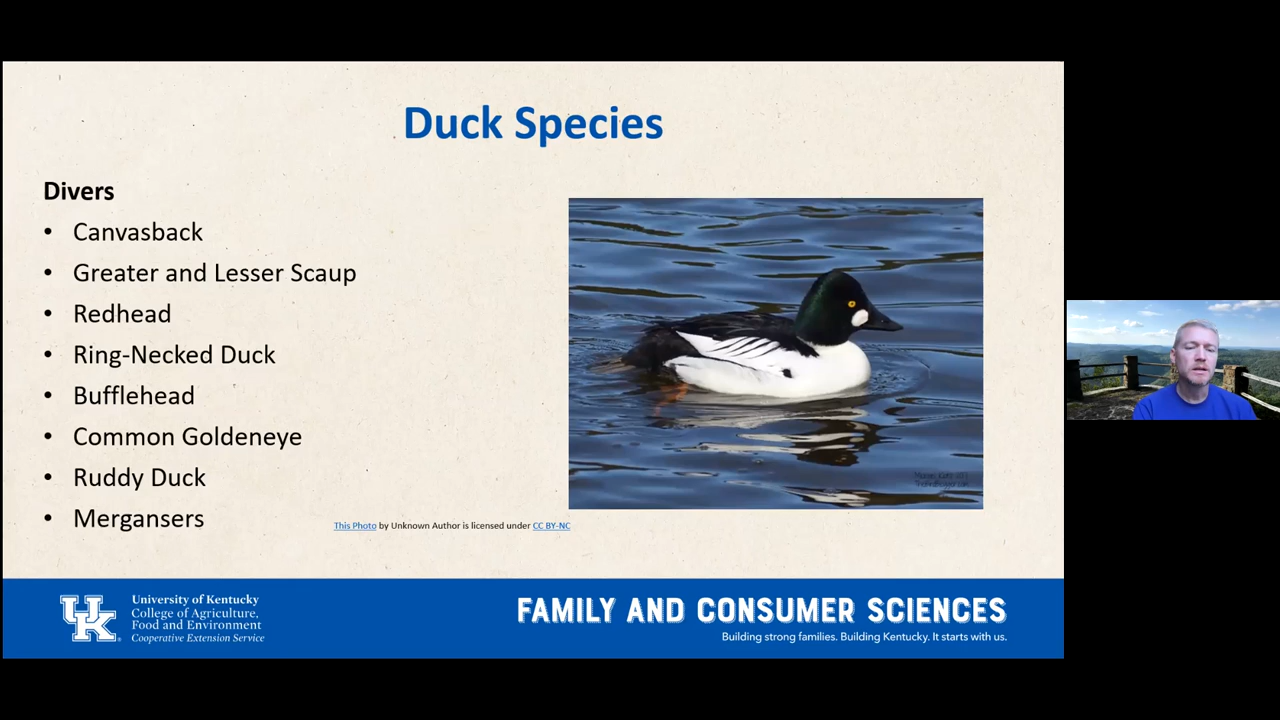 Duck Species
Divers
• Canvasback
• Greater and Lesser Scaup
• Redhead
• Ring-Necked Duck
• Bufflehead
• Common Goldeneye
• Ruddy Duck
• Mergansers
This Photo by Unknown Author is licensed under CC BY-NC
UK
University of Kentucky
College of Agriculture,
Food and Environment
Cooperative Extension Service
FAMILY AND CONSUMER SCIENCES
Building strong families. Building Kentucky. It starts with us.